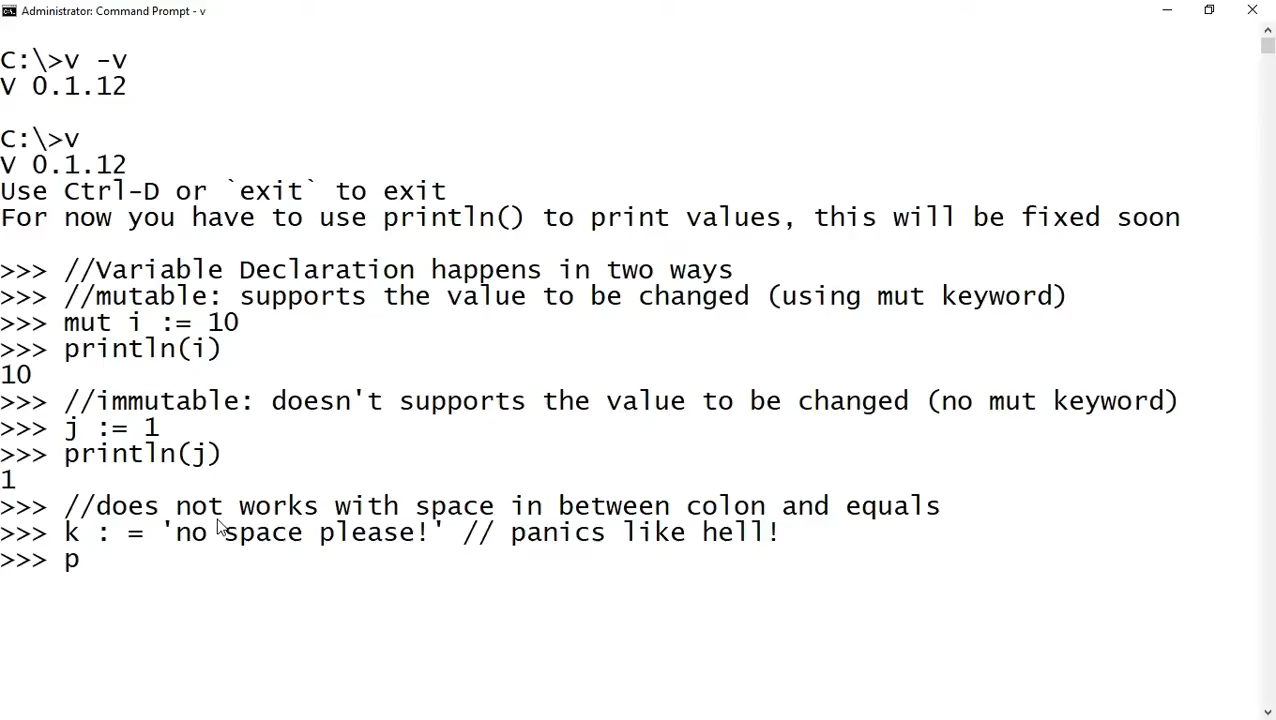 Administrator: Command Prompt - v
C:\>v -v
V 0.1.12
C:\>v
V 0.1.12
Use Ctrl-D or `exit` to exit
For now you have to use println() to print values, this will be fixed soon
>>> //Variable Declaration happens in two ways
>>> //mutable: supports the value to be changed (using mut keyword)
>>> mut i := 10
>>> println(i)
10
>>> //immutable: doesn't supports the value to be changed (no mut keyword)
>>> j := 1
>>> println(j)
1
>>> //does not works with space in between colon and equals
>>> k : = 'no space please!' // panics like hell!
>>> p